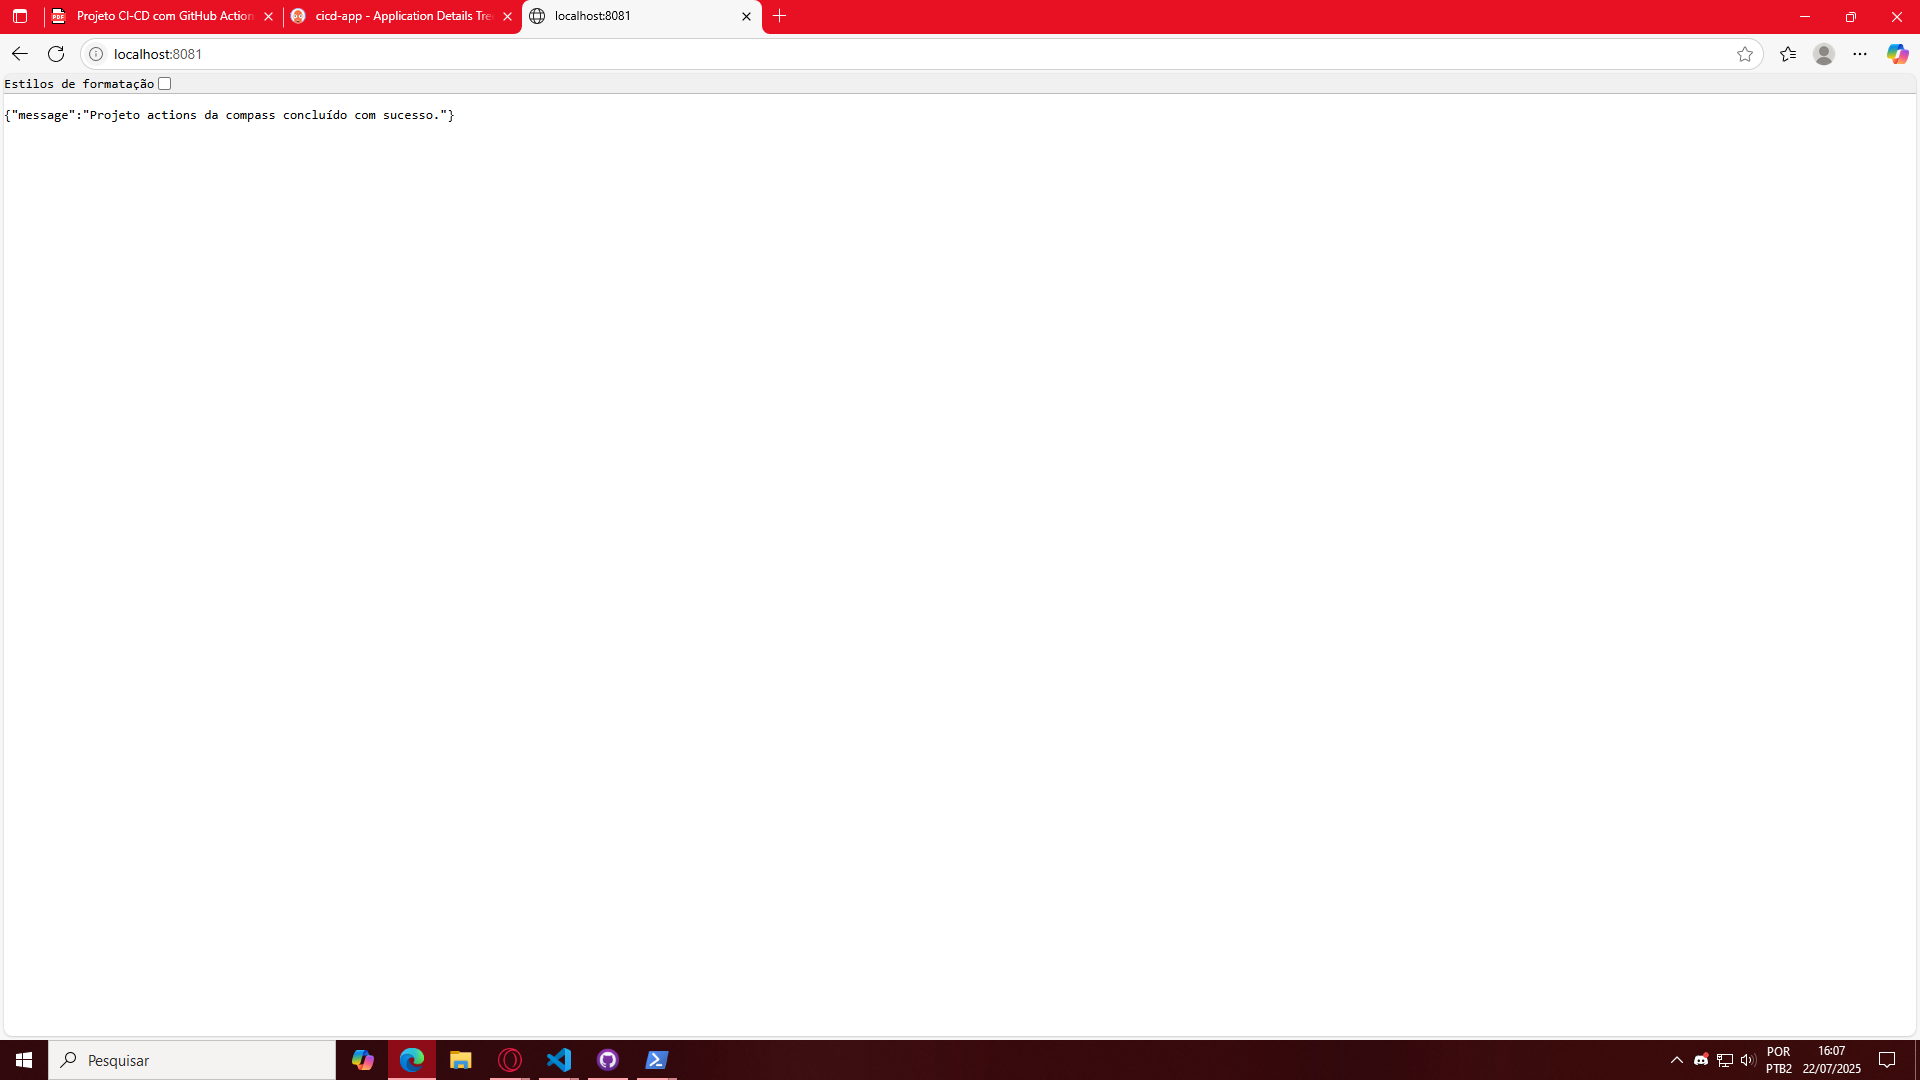 Projeto CI-CD com GitHub Action
cicd-app - Application Details Tre
localhost:8081
localhost:8081
Estilos de formatação
{"message":"Projeto actions da compass concluído com sucesso."}
Pesquisar
POR
PTB2
16:07
22/07/2025